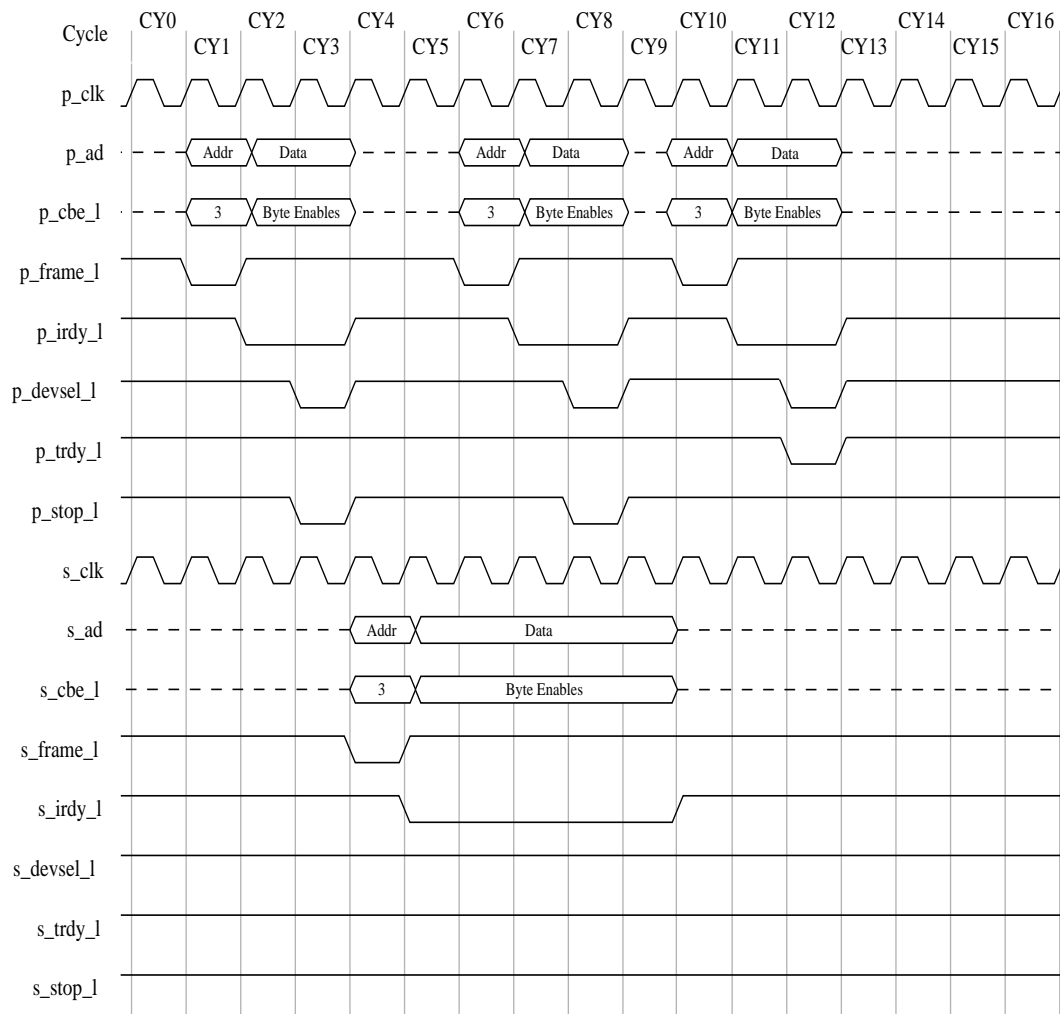 CY0 CY2 CY4 CY6 CY8 CY10 CY12 CY14 CY16
Cycle
CY1 CY3 CY5 CY7 CY9 CY11 CY13 CY15
p_clk
p_ad Addr Data Addr Data Addr Data
p_cbe_l 3 Byte Enables 3 Byte Enables 3 Byte Enables
p_frame_l
p_irdy_l
p_devsel_l
p_trdy_l
p_stop_l
s_clk
s_ad Addr Data
s_cbe_l 3 Byte Enables
s_frame_l
s_irdy_l
s_devsel_l
s_trdy_l
s_stop_l